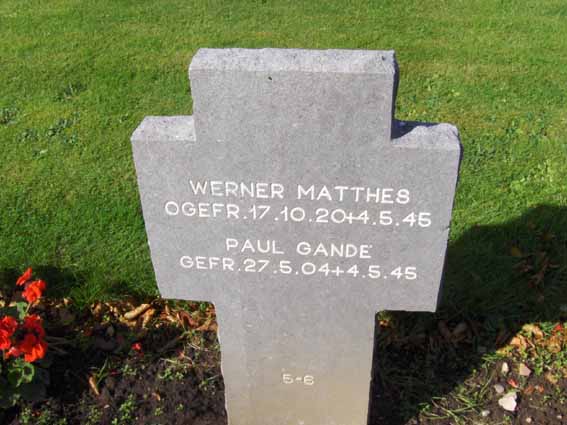 WERNER MATTHES
OGEFR.17.10.20+4.5.45
PAUL GANDE
GEFR.27.5.04+4.5.45
5-6